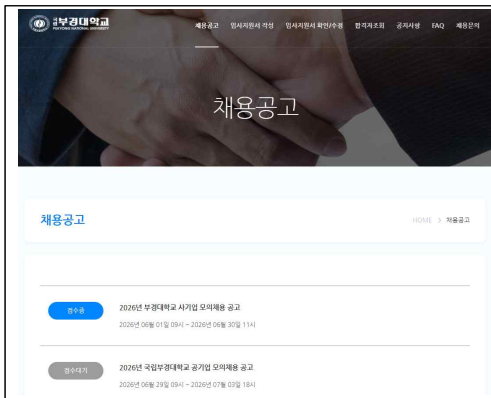 국립부경대학교
PUKYONG NATIONAL UNIVERSITY
채용공고 입사지원서 작성 입사지원서 확인/수정 합격자조회 공지사항 FAQ 채용문의
채용공고
채용공고
HOME > 채용공고
접수중
2026년 부경대학교 사기업 모의채용 공고
2026년 06월 01일 09시 ~ 2026년 06월 30일 11시
접수대기
2026년 국립부경대학교 공기업 모의채용 공고
2026년 06월 29일 09시 ~ 2026년 07월 03일 18시